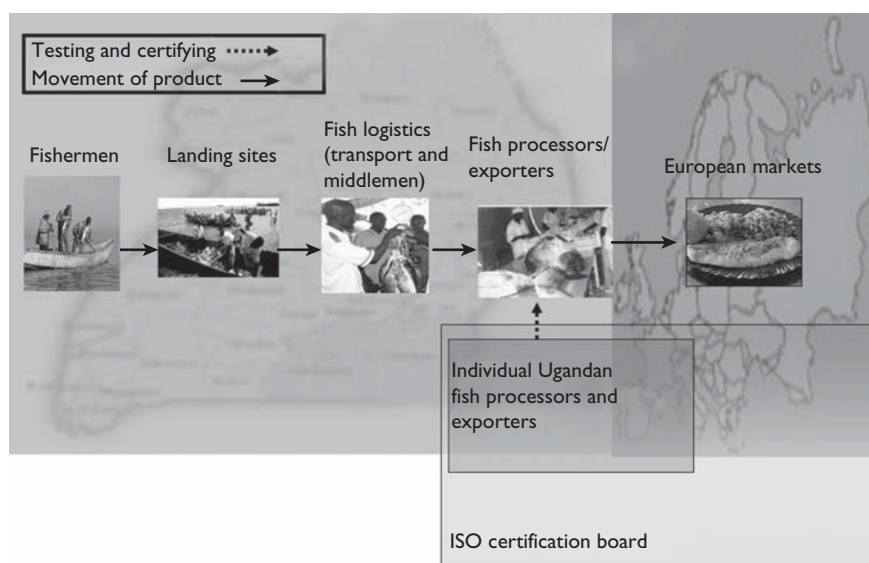 Testing and certifying
Movement of product
Fishermen
Landing sites
Fish logistics
(transport and
middlemen)
Fish processors/
exporters
European markets
Individual Ugandan
fish processors and
exporters
ISO certification board